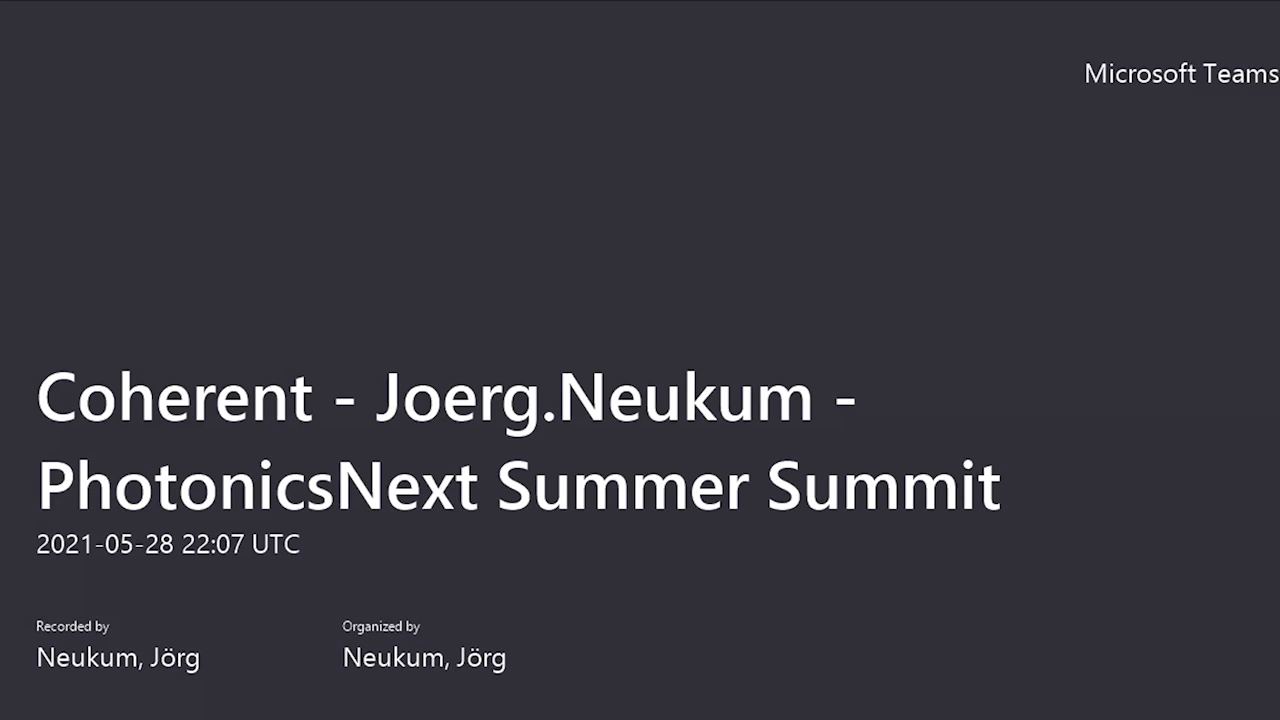 Microsoft Teams
Coherent - Joerg.Neukum -
PhotonicsNext Summer Summit
2021-05-28 22:07 UTC
Recorded by
Neukum, Jörg
Organized by
Neukum, Jörg